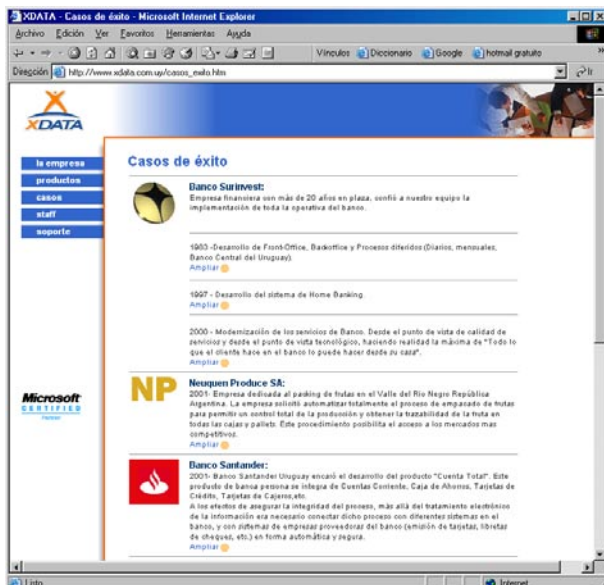 XDATA - Casos de éxito - Microsoft Internet Explorer
Archivo Edición Ver Favoritos Herramientas Ayuda
Vínculos Diccionario Google hotmail gratuito
Dirección http://www.xdata.com.uy/casos_exito.htm Ir
XDATA
la empresa
productos
casos
staff
soporte
Microsoft
CERTIFIED
Partner
Casos de éxito
Banco Surinvest:
Empresa financiera con más de 20 años en plaza, confió a nuestro equipo la
implementación de toda la operativa del banco.
1983 -Desarrollo de Front-Office, Backoffice y Procesos diferidos (Diarios, mensuales,
Banco Central del Uruguay).
Ampliar
1997 - Desarrollo del sistema de Home Banking
Ampliar
2000 - Modernización de los servicios de Banco. Desde el punto de vista de calidad de
servicios y desde el punto de vista tecnológico, haciendo realidad la máxima de "Todo lo
que el cliente hace en el banco lo puede hacer desde su casa".
Ampliar
NP
Neuquen Produce SA:
2001- Empresa dedicada al packing de frutas en el Valle del Río Negro República
Argentina. La empresa solicitó automatizar totalmente el proceso de empacado de frutas
para permitir un control total de la producción y obtener la trazabilidad de la fruta en
todas las cajas y pallets. Éste procedimiento posibilita el acceso a los mercados mas
competitivos.
Ampliar
Banco Santander:
2001- Banco Santander Uruguay encaró el desarrollo del producto "Cuenta Total". Este
producto de banca persona se integra de Cuentas Corriente, Caja de Ahorros, Tarjetas de
Crédito, Tarjetas de Cajeros,etc.
A los efectos de asegurar la integridad del proceso, más allá del tratamiento electrónico
de la información era necesario conectar dicho proceso con diferentes sistemas en el
banco, y con sistemas de empresas proveedoras del banco (emisión de tarjetas, libretas
de cheques, etc.) en forma automática y segura.
Ampliar
Listo Internet